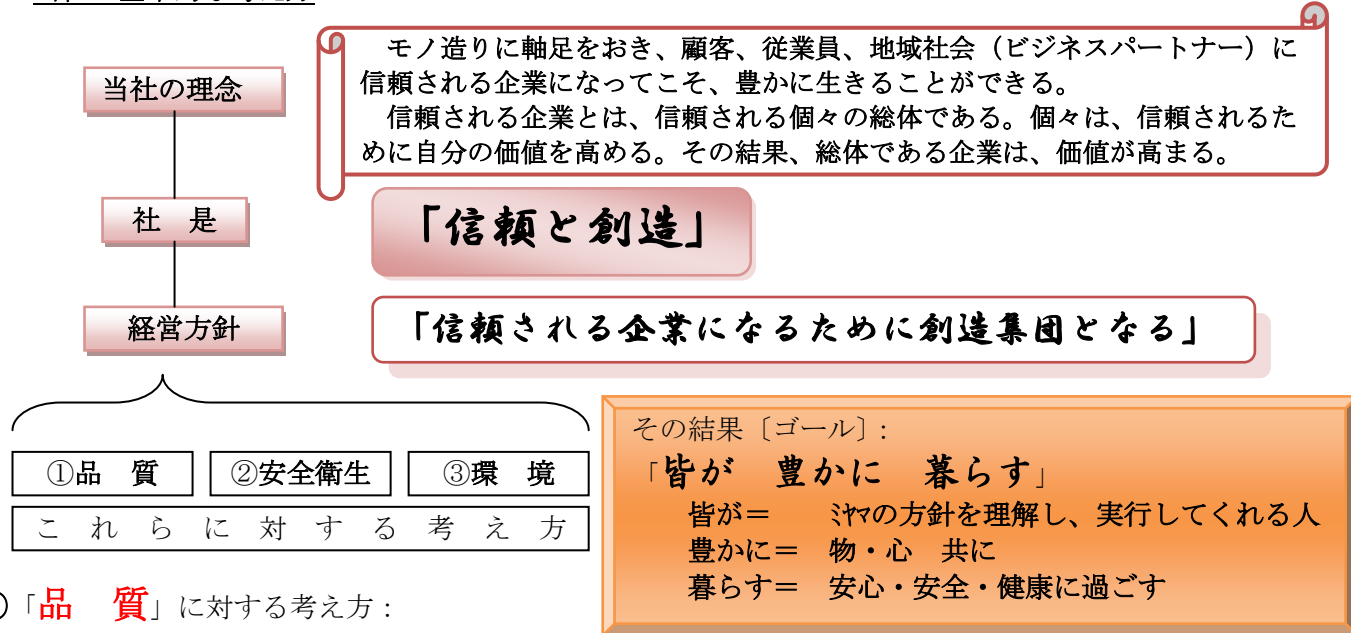 当社の理念
モノ造りに軸足をおき、顧客、従業員、地域社会（ビジネスパートナー）に
信頼される企業になってこそ、豊かに生きることができる。
信頼される企業とは、信頼される個々の総体である。個々は、信頼されるた
めに自分の価値を高める。その結果、総体である企業は、価値が高まる。
社　是
「信頼と創造」
経営方針
「信頼される企業になるために創造集団となる」
①品　質　②安全衛生　③環　境
こ れ ら に 対 す る 考 え 方
その結果〔ゴール〕:
「皆が　豊かに　暮らす」
皆が＝　　ﾐﾔﾏの方針を理解し、実行してくれる人
豊かに＝　物・心　共に
暮らす＝　安心・安全・健康に過ごす
「品　質」に対する考え方：